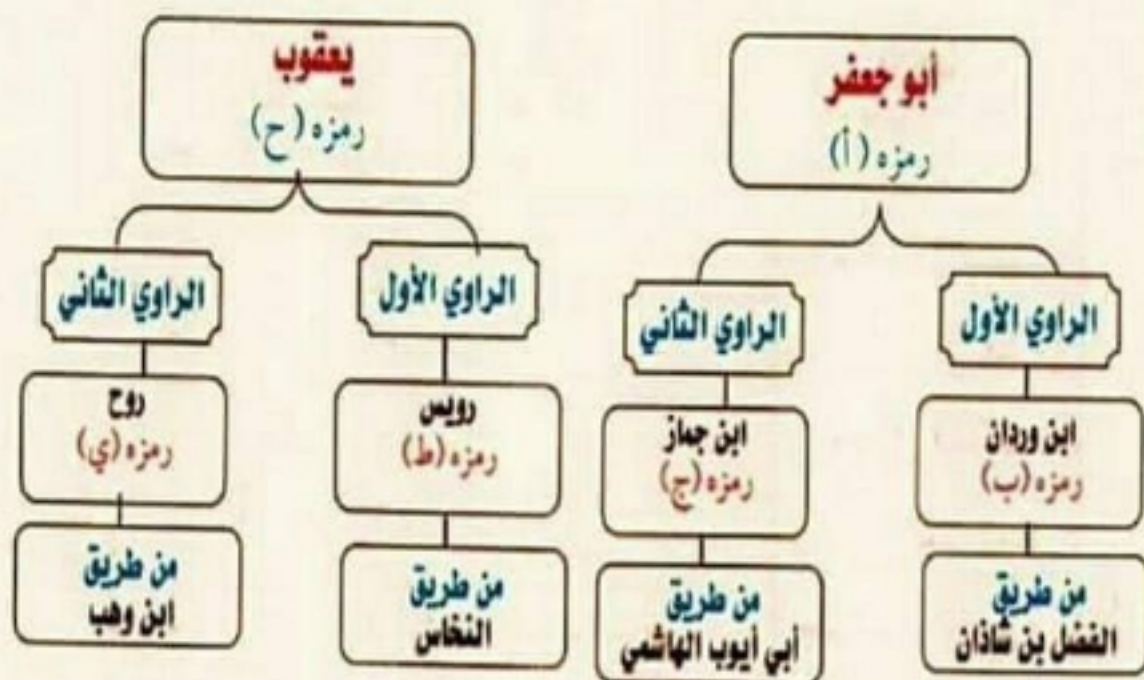 أبو جعفر
رمزه (أ)
الراوي الأول
ابن وردان
رمزه (ب)
من طريق
الفضل بن شاذان
الراوي الثاني
ابن جماز
رمزه (ج)
من طريق
أبي أيوب الهاشمي
يعقوب
رمزه (ح)
الراوي الأول
رويس
رمزه (ط)
من طريق
النخاس
الراوي الثاني
روح
رمزه (ي)
من طريق
ابن وهب